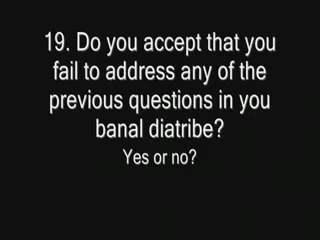 19. Do you accept that you
fail to address any of the
previous questions in you
banal diatribe?
Yes or no?